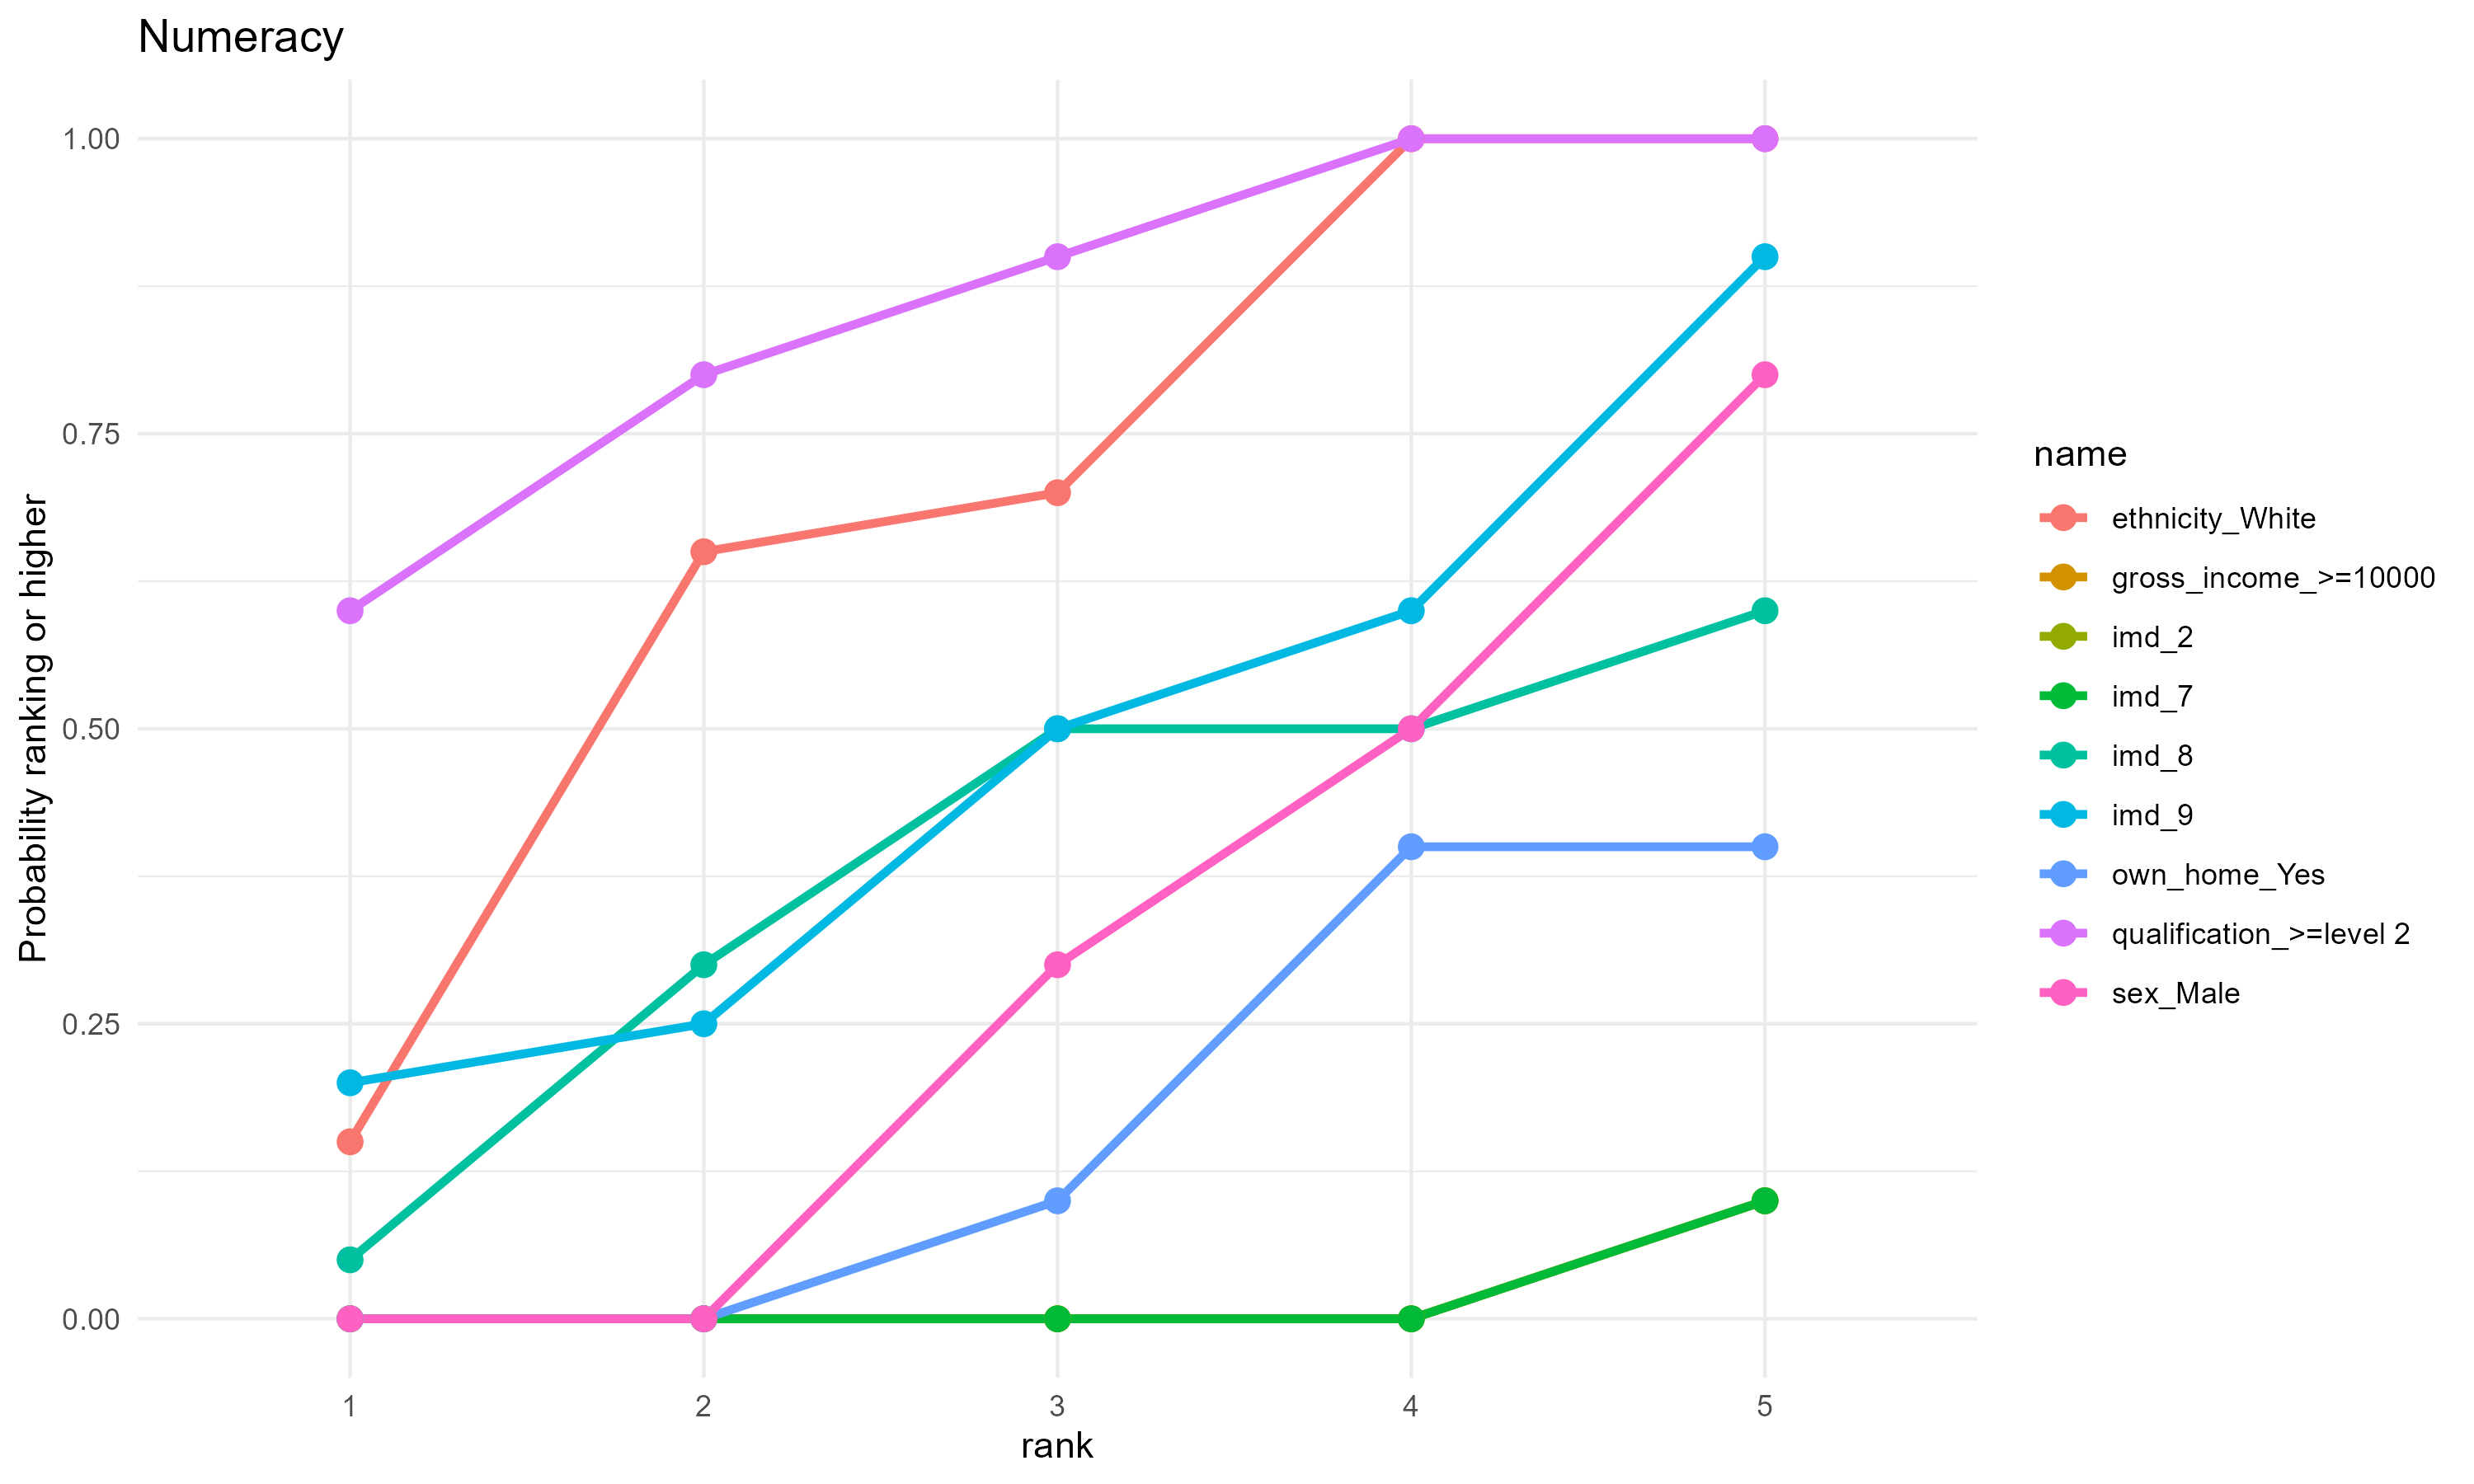 Numeracy
Probability ranking or higher
1.00
0.75
0.50
0.25
0.00
1
2
3
4
5
rank
name
ethnicity_White
gross_income_>=10000
imd_2
imd_7
imd_8
imd_9
own_home_Yes
qualification_>=level 2
sex_Male